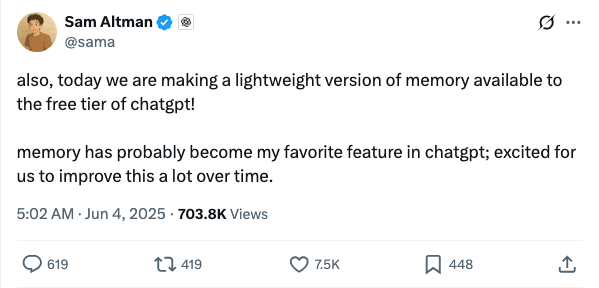 Sam Altman
@sama
also, today we are making a lightweight version of memory available to
the free tier of chatgpt!
memory has probably become my favorite feature in chatgpt; excited for
us to improve this a lot over time.
5:02 AM · Jun 4, 2025 · 703.8K Views
619 419 7.5K 448